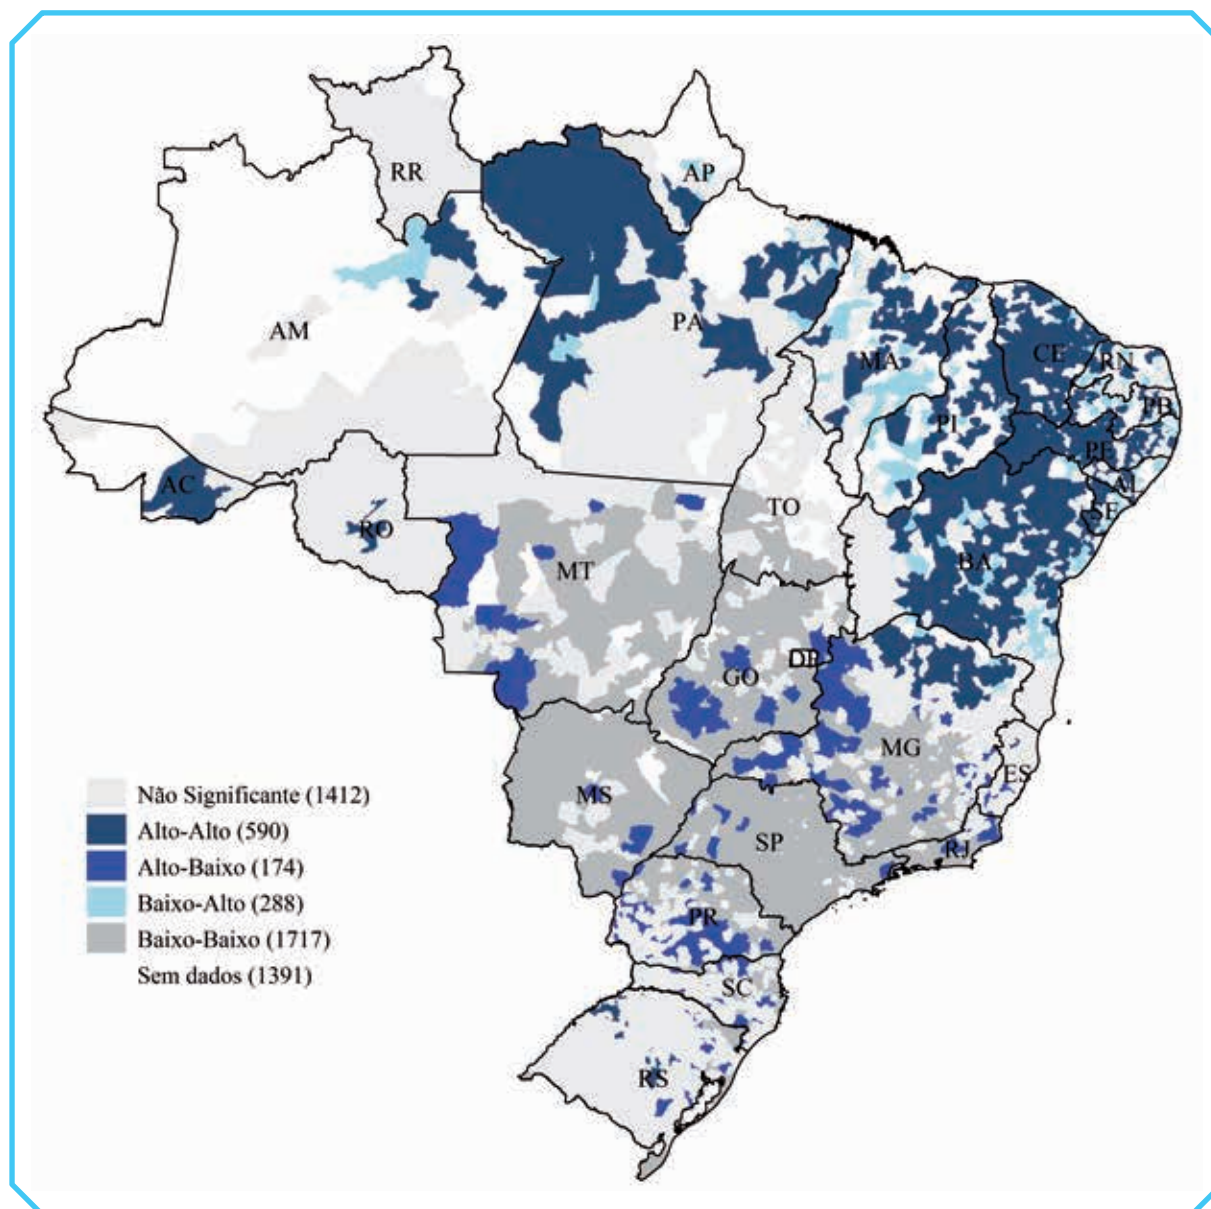 RR
AP
AM
PA
MA
CE
RN
PB
PI
PE
AL
SE
AC
RO
TO
BA
MT
DF
GO
MG
ES
MS
SP
RJ
PR
SC
RS
Não Significante (1412)
Alto-Alto (590)
Alto-Baixo (174)
Baixo-Alto (288)
Baixo-Baixo (1717)
Sem dados (1391)